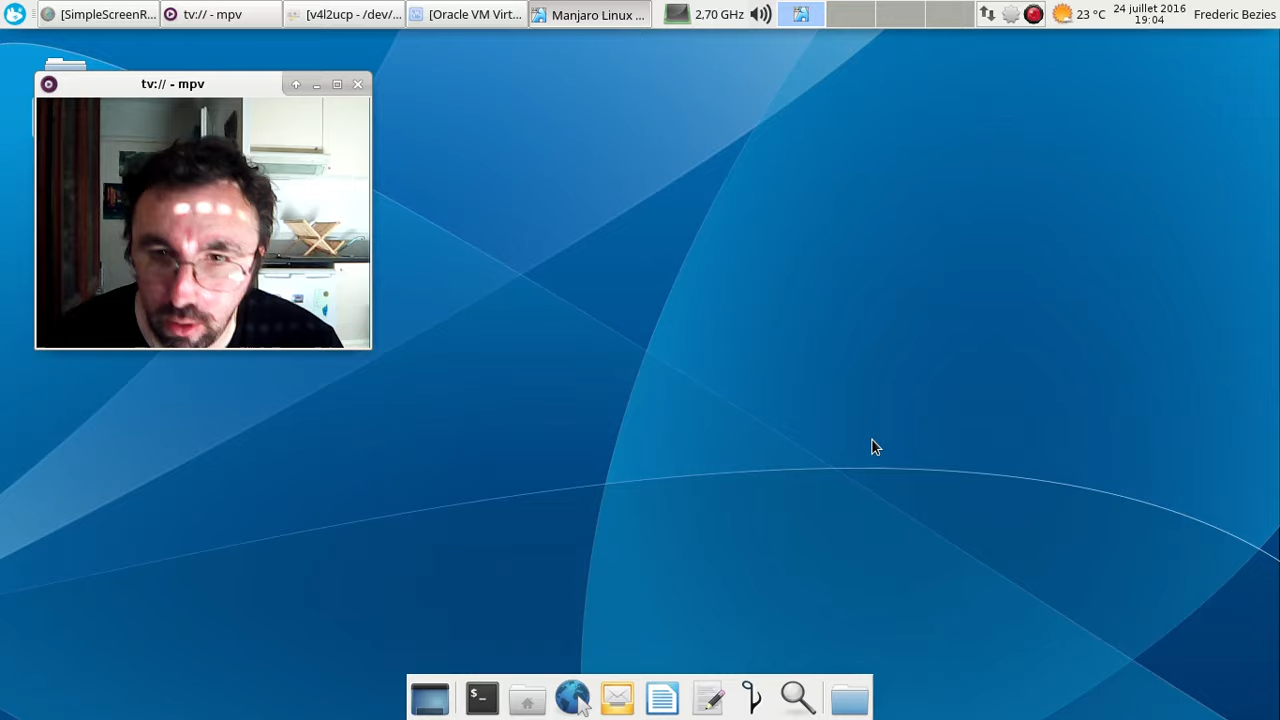 [SimpleScreenR...
tv:// - mpv
[v4l2ucp - /dev/...
[Oracle VM Virt...
Manjaro Linux ...
2.70 GHz
23 °C
24 juillet 2016
19:04
Frederic Bezies
tv:// - mpv
$_